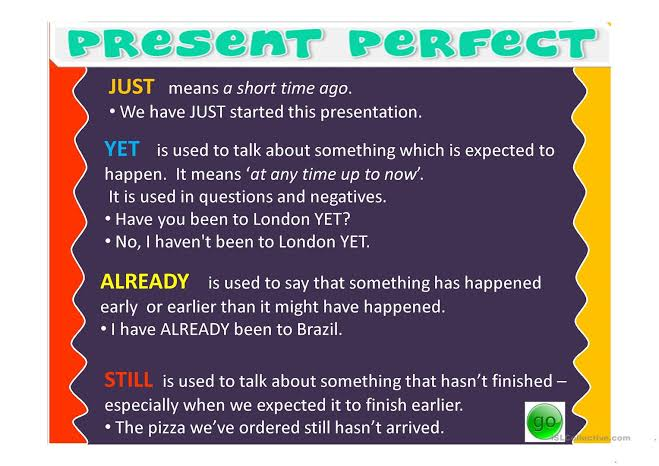 PRESENT PERFECT
JUST means a short time ago.
• We have JUST started this presentation.
YET is used to talk about something which is expected to
happen. It means ‘at any time up to now’.
It is used in questions and negatives.
• Have you been to London YET?
• No, I haven't been to London YET.
ALREADY is used to say that something has happened
early or earlier than it might have happened.
• I have ALREADY been to Brazil.
STILL is used to talk about something that hasn’t finished –
especially when we expected it to finish earlier.
• The pizza we’ve ordered still hasn’t arrived.
go
iSLCollective.com